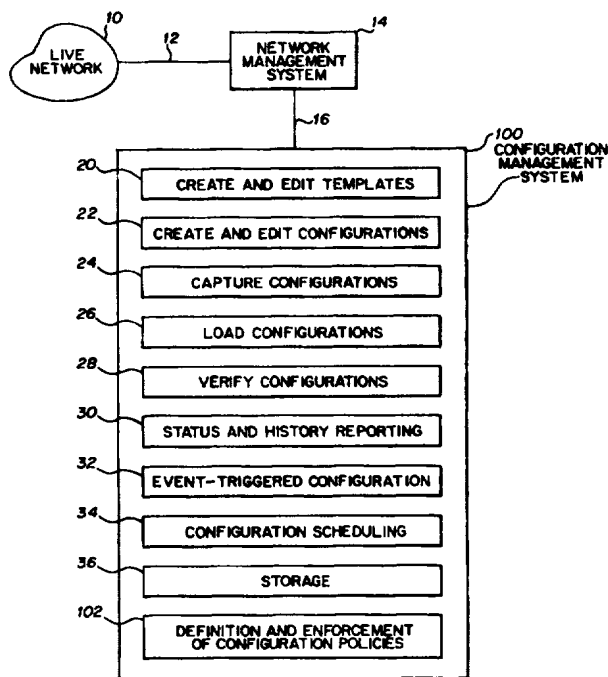 10
LIVE
NETWORK
12
14
NETWORK
MANAGEMENT
SYSTEM
16
100
CONFIGURATION
MANAGEMENT
SYSTEM
20
CREATE AND EDIT TEMPLATES
22
CREATE AND EDIT CONFIGURATIONS
24
CAPTURE CONFIGURATIONS
26
LOAD CONFIGURATIONS
28
VERIFY CONFIGURATIONS
30
STATUS AND HISTORY REPORTING
32
EVENT-TRIGGERED CONFIGURATION
34
CONFIGURATION SCHEDULING
36
STORAGE
102
DEFINITION AND ENFORCEMENT
OF CONFIGURATION POLICIES